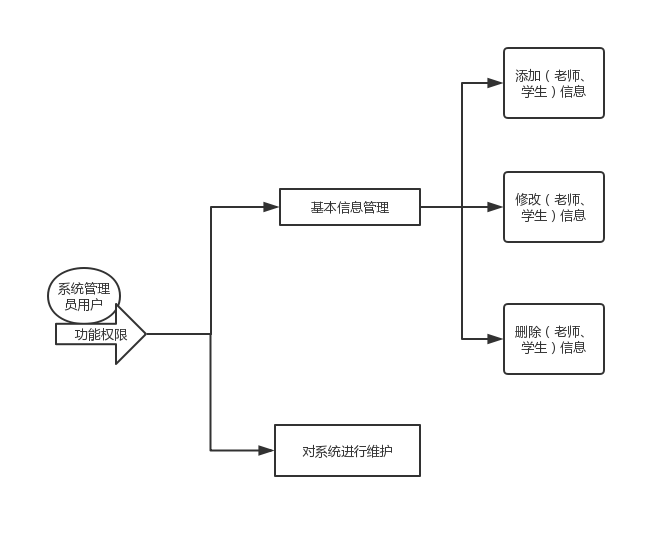 添加（老师、
学生）信息
修改（老师、
学生）信息
基本信息管理
系统管理
员用户
功能权限
删除（老师、
学生）信息
对系统进行维护